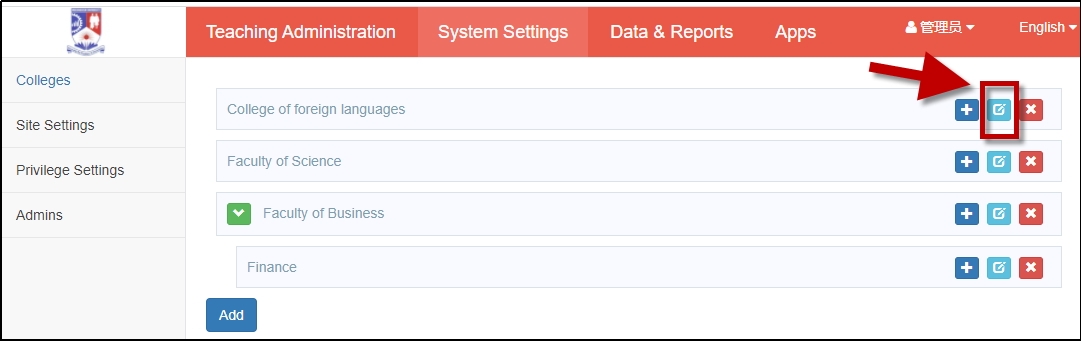 Teaching Administration System Settings Data & Reports Apps 管理员 English
Colleges
Site Settings
Privilege Settings
Admins
College of foreign languages
Faculty of Science
Faculty of Business
Finance
Add